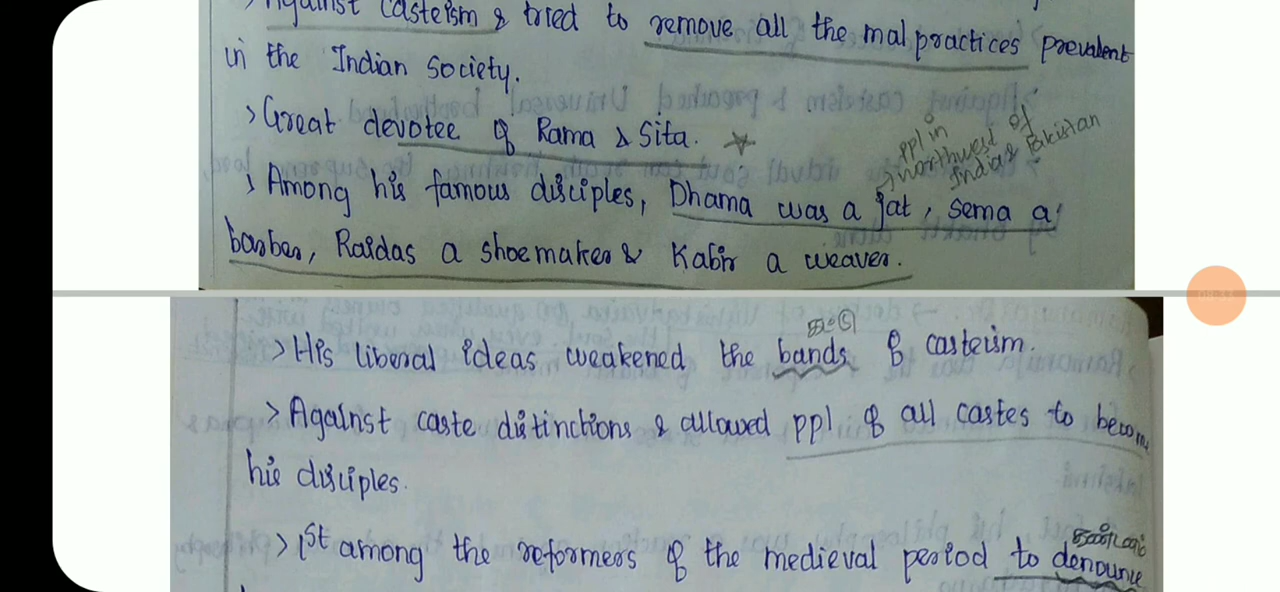 > Against casteism & tried to remove all the malpractices prevalent
in the Indian Society.
> Great devotee of Rama & Sita.
ppl in
northwest of
India & Pakistan
> Among his famous disciples, Dhama was a jat, sema a
barber, Raidas a shoemaker & Kabir a weaver.
> His liberal ideas weakened the bands of casteism.
> Against caste distinctions & allowed ppl of all castes to become
his disciples.
> 1st among the reformers of the medieval period to denounce